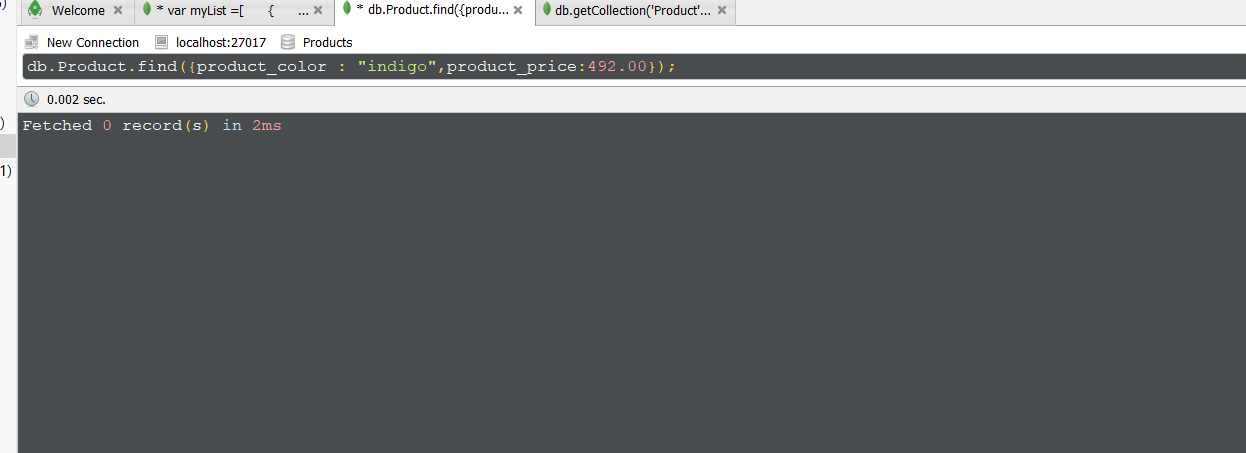 Welcome * var myList =[ { ... * db.Product.find({produ... db.getCollection('Product'...
New Connection localhost:27017 Products
db.Product.find({product_color : "indigo",product_price:492.00});
0.002 sec.
)
Fetched 0 record(s) in 2ms
1)